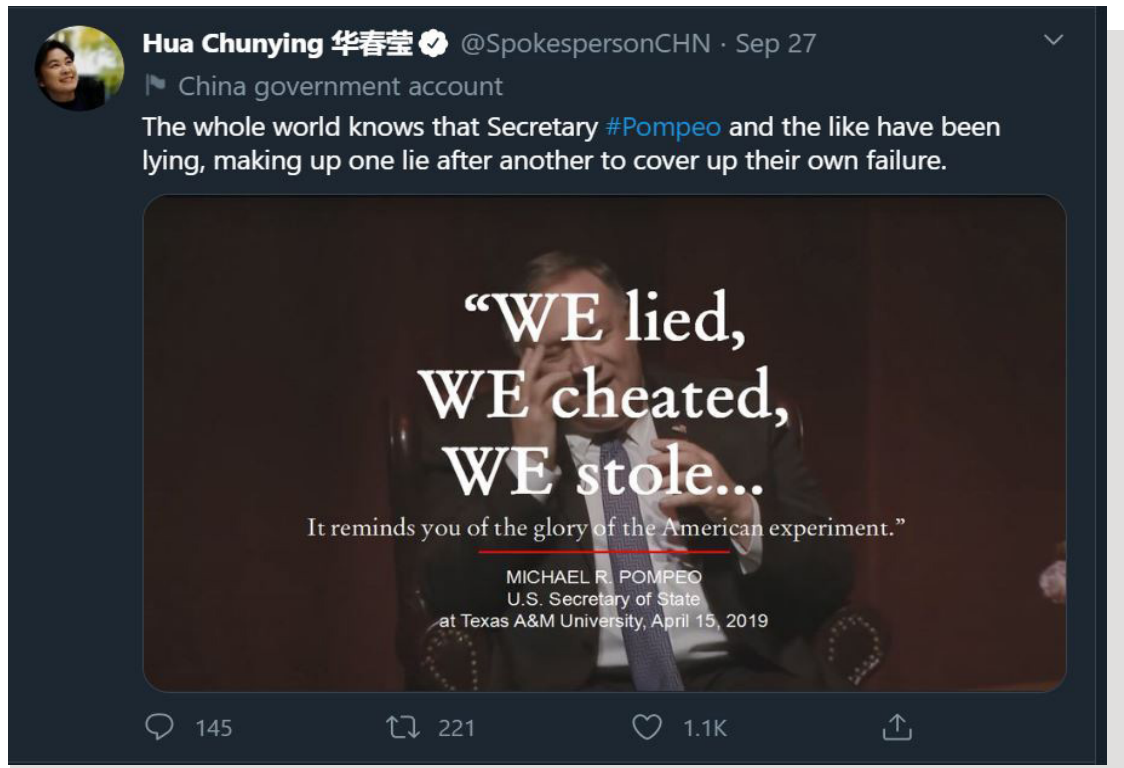 Hua Chunying 华春莹 @SpokespersonCHN · Sep 27
China government account
The whole world knows that Secretary #Pompeo and the like have been
lying, making up one lie after another to cover up their own failure.
“WE lied,
WE cheated,
WE stole...
It reminds you of the glory of the American experiment.”
MICHAEL R. POMPEO
U.S. Secretary of State
at Texas A&M University, April 15, 2019
145 221 1.1K